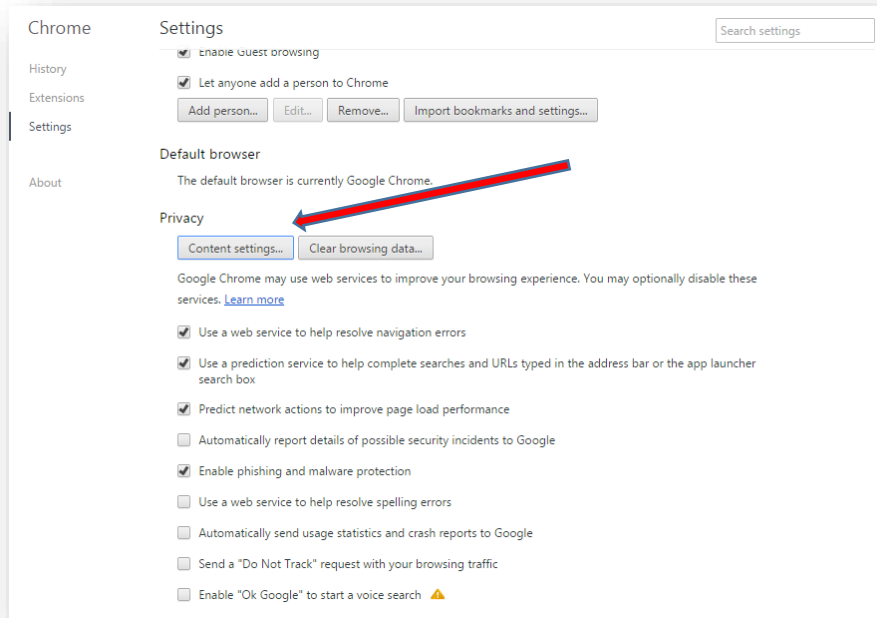 Chrome
Settings
Search settings
History
Extensions
Settings
About
Enable Guest browsing
Let anyone add a person to Chrome
Add person... Edit... Remove... Import bookmarks and settings...
Default browser
The default browser is currently Google Chrome.
Privacy
Content settings... Clear browsing data...
Google Chrome may use web services to improve your browsing experience. You may optionally disable these
services. Learn more
Use a web service to help resolve navigation errors
Use a prediction service to help complete searches and URLs typed in the address bar or the app launcher
search box
Predict network actions to improve page load performance
Automatically report details of possible security incidents to Google
Enable phishing and malware protection
Use a web service to help resolve spelling errors
Automatically send usage statistics and crash reports to Google
Send a "Do Not Track" request with your browsing traffic
Enable "Ok Google" to start a voice search